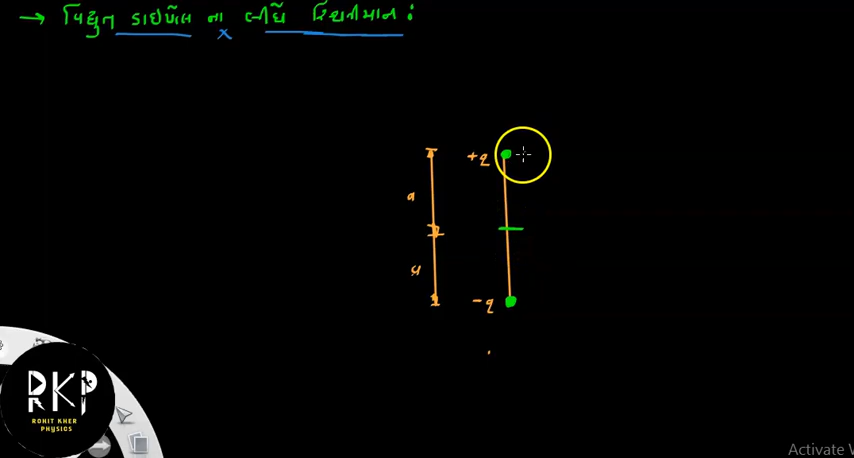 → વિદ્યુત ડાઇપોલ ના લીધે સ્થિતીમાન :
+q
a
a
-q
RKP
ROHIT KHER
PHYSICS
Activate W